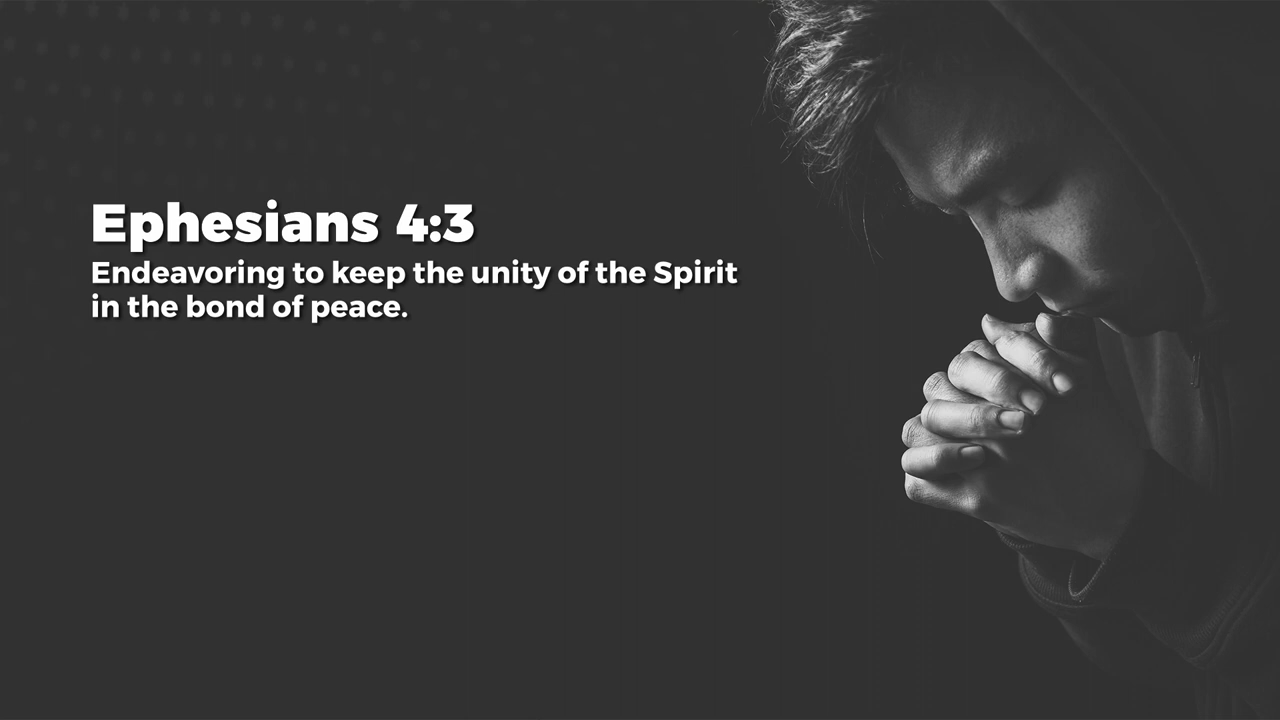 Ephesians 4:3
Endeavoring to keep the unity of the Spirit
in the bond of peace.